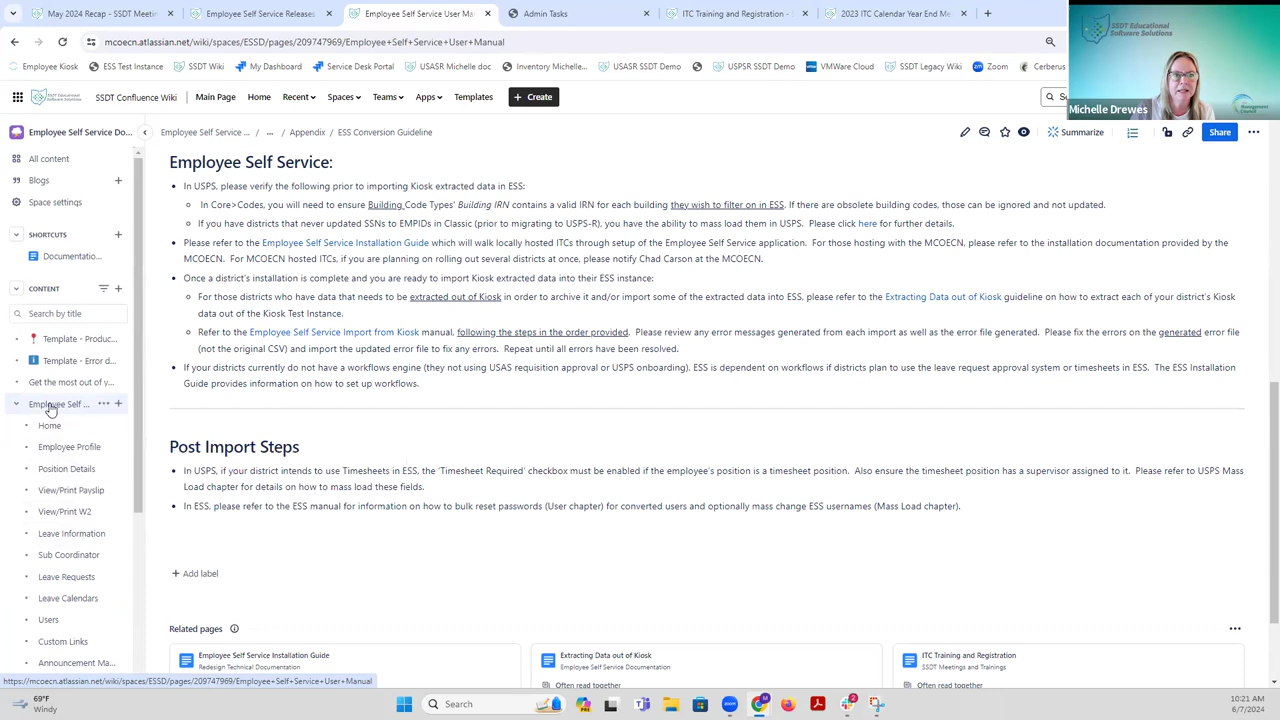 May 2024 Recap - SSDT Meeti
Employee Self Service Releases
Employee Self Service User Ma
Admin Tasks
ITC Training and Registration -
2023 ITC Calendar Year End Me
mcoecn.atlassian.net/wiki/spaces/ESSD/pages/209747969/Employee+Self+Service+User+Manual
Employee Kiosk
ESS Test Instance
SSDT Wiki
My Dashboard
Service Desk Portal
USASR Michelle doc
Inventory Michelle...
USASR SSDT Demo
USPSR SSDT Demo
VMWare Cloud
SSDT Legacy Wiki
Zoom
Cerberus
SSDT Educational
Software Solutions
Management
Council
Michelle Drewes
SSDT Confluence Wiki
Main Page
Home
Recent
Spaces
Teams
Apps
Templates
+ Create
Employee Self Service Do...
Employee Self Service ... / ... / Appendix / ESS Conversion Guideline
Summarize
Share
All content
Blogs
Space settings
SHORTCUTS
Documentatio...
CONTENT
Search by title
Template - Produc...
Template - Error d...
Get the most out of y...
Employee Self ...
Home
Employee Profile
Position Details
View/Print Payslip
View/Print W2
Leave Information
Sub Coordinator
Leave Requests
Leave Calendars
Users
Custom Links
Announcement Ma...
Employee Self Service:
In USPS, please verify the following prior to importing Kiosk extracted data in ESS:
In Core>Codes, you will need to ensure Building Code Types' Building IRN contains a valid IRN for each building they wish to filter on in ESS. If there are obsolete building codes, those can be ignored and not updated.
If you have districts that never updated SSNs to EMPIDs in Classic (prior to migrating to USPS-R), you have the ability to mass load them in USPS. Please click here for further details.
Please refer to the Employee Self Service Installation Guide which will walk locally hosted ITCs through setup of the Employee Self Service application. For those hosting with the MCOECN, please refer to the installation documentation provided by the
MCOECN. For MCOECN hosted ITCs, if you are planning on rolling out several districts at once, please notify Chad Carson at the MCOECN.
Once a district's installation is complete and you are ready to import Kiosk extracted data into their ESS instance:
For those districts who have data that needs to be extracted out of Kiosk in order to archive it and/or import some of the extracted data into ESS, please refer to the Extracting Data out of Kiosk guideline on how to extract each of your district's Kiosk
data out of the Kiosk Test Instance.
Refer to the Employee Self Service Import from Kiosk manual, following the steps in the order provided. Please review any error messages generated from each import as well as the error file generated. Please fix the errors on the generated error file
(not the original CSV) and import the updated error file to fix any errors. Repeat until all errors have been resolved.
If your districts currently do not have a workflows engine (they not using USAS requisition approval or USPS onboarding). ESS is dependent on workflows if districts plan to use the leave request approval system or timesheets in ESS. The ESS Installation
Guide provides information on how to set up workflows.
Post Import Steps
In USPS, if your district intends to use Timesheets in ESS, the 'Timesheet Required' checkbox must be enabled if the employee's position is a timesheet position. Also ensure the timesheet position has a supervisor assigned to it. Please refer to USPS Mass
Load chapter for details on how to mass load these fields.
In ESS, please refer to the ESS manual for information on how to bulk reset passwords (User chapter) for converted users and optionally mass change ESS usernames (Mass Load chapter).
+ Add label
Related pages
Employee Self Service Installation Guide
Redesign Technical Documentation
Extracting Data out of Kiosk
Employee Self Service Documentation
Often read together
ITC Training and Registration
SSDT Meetings and Trainings
Often read together
https://mcoecn.atlassian.net/wiki/spaces/ESSD/pages/209747969/Employee+Self+Service+User+Manual
69°F
Windy
Search
10:21 AM
6/7/2024